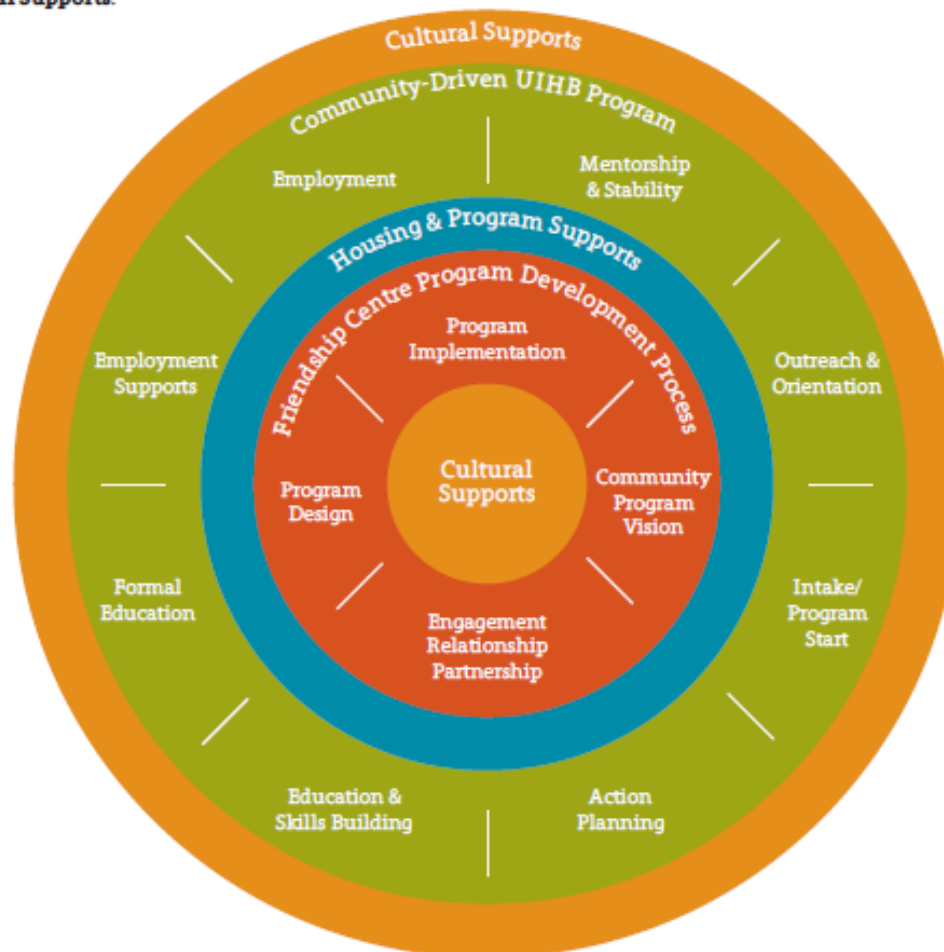 Supports.
Cultural Supports
Community-Driven UIHB Program
Employment
Mentorship
& Stability
Housing & Program Supports
Friendship Centre Program Development Process
Program
Implementation
Employment
Supports
Outreach &
Orientation
Cultural
Supports
Program
Design
Community
Program
Vision
Formal
Education
Intake/
Program
Start
Engagement
Relationship
Partnership
Education &
Skills Building
Action
Planning